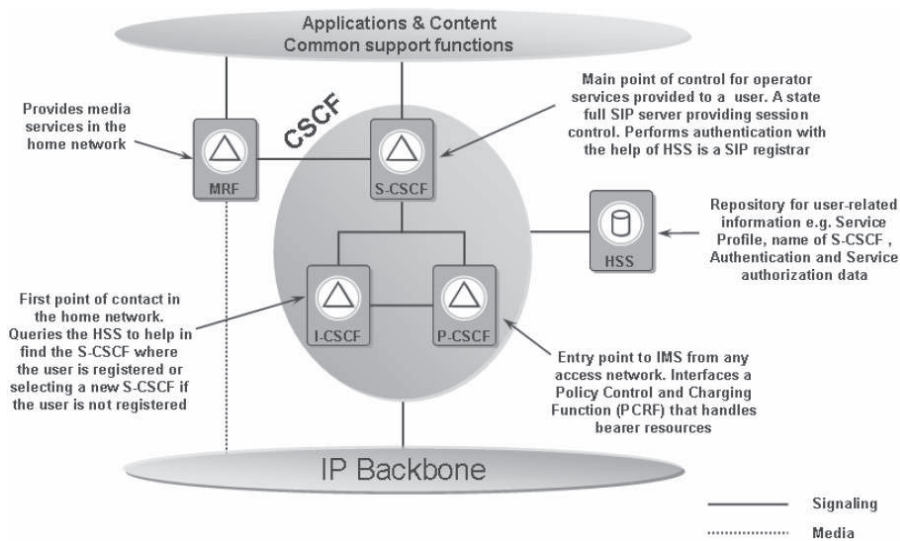 Applications & Content
Common support functions
Provides media
services in the
home network
MRF
CSCF
S-CSCF
Main point of control for operator
services provided to a user. A state
full SIP server providing session
control. Performs authentication with
the help of HSS is a SIP registrar
HSS
Repository for user-related
information e.g. Service
Profile, name of S-CSCF ,
Authentication and Service
authorization data
First point of contact in
the home network.
Queries the HSS to help in
find the S-CSCF where
the user is registered or
selecting a new S-CSCF if
the user is not registered
I-CSCF
P-CSCF
Entry point to IMS from any
access network. Interfaces a
Policy Control and Charging
Function (PCRF) that handles
bearer resources
IP Backbone
Signaling
Media